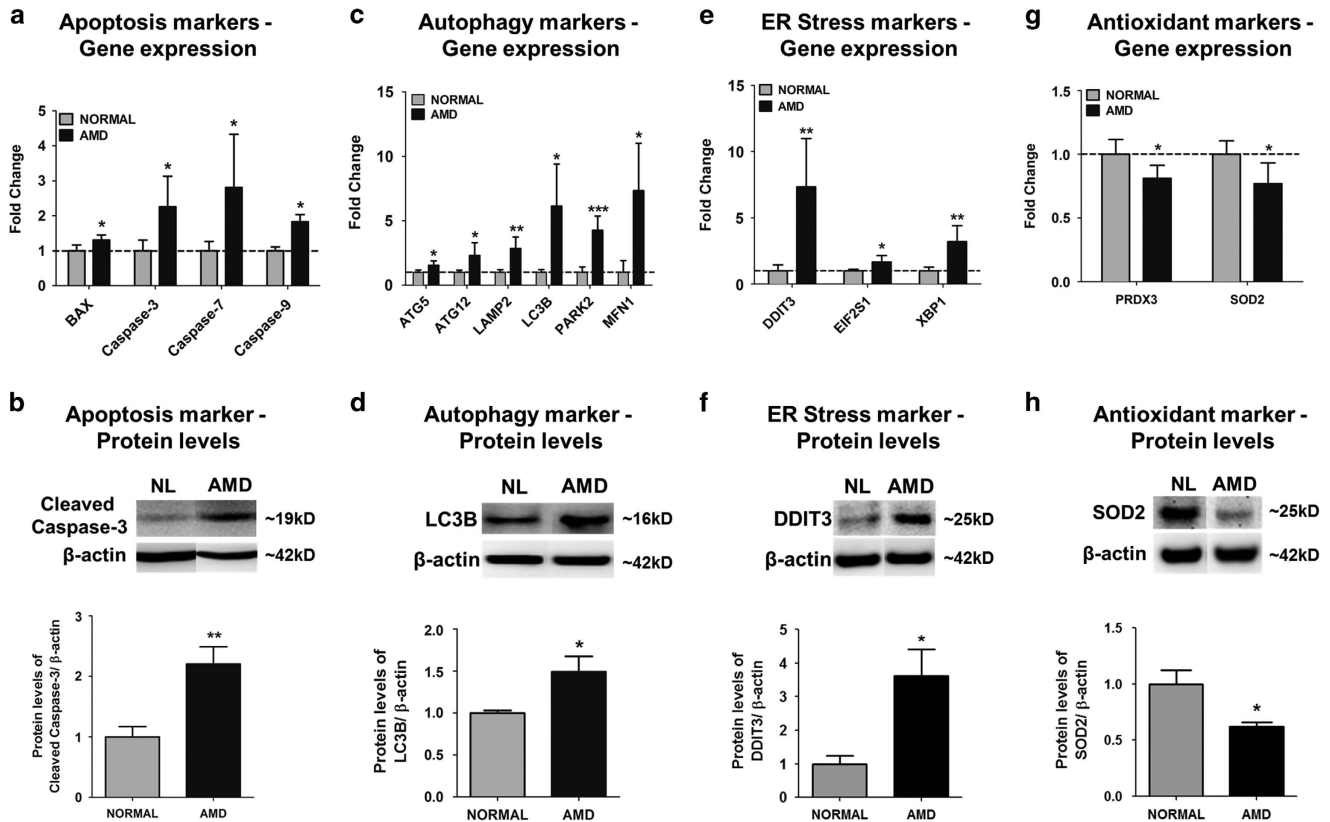 a
Apoptosis markers -
Gene expression
NORMAL
AMD
Fold Change
5
4
3
2
1
0
*
*
*
*
BAX
Caspase-3
Caspase-7
Caspase-9
c
Autophagy markers -
Gene expression
NORMAL
AMD
Fold Change
15
10
5
0
*
*
**
*
***
*
ATG5
ATG12
LAMP2
LC3B
PARK2
MFN1
e
ER Stress markers -
Gene expression
NORMAL
AMD
Fold Change
15
10
5
0
**
*
**
DDIT3
EIF2S1
XBP1
g
Antioxidant markers -
Gene expression
NORMAL
AMD
Fold Change
1.5
1.0
0.5
0.0
*
*
PRDX3
SOD2
b
Apoptosis marker -
Protein levels
NL AMD
Cleaved
Caspase-3
~19kD
β-actin
~42kD
Protein levels of
Cleaved Caspase-3/ β-actin
3
2
1
0
**
NORMAL
AMD
d
Autophagy marker -
Protein levels
NL AMD
LC3B
~16kD
β-actin
~42kD
Protein levels of
LC3B/ β-actin
2.0
1.5
1.0
0.5
0.0
*
NORMAL
AMD
f
ER Stress marker -
Protein levels
NL AMD
DDIT3
~25kD
β-actin
~42kD
Protein levels of
DDIT3/ β-actin
5
4
3
2
1
0
*
NORMAL
AMD
h
Antioxidant marker -
Protein levels
NL AMD
SOD2
~25kD
β-actin
~42kD
Protein levels of
SOD2/ β-actin
1.5
1.0
0.5
0.0
*
NORMAL
AMD